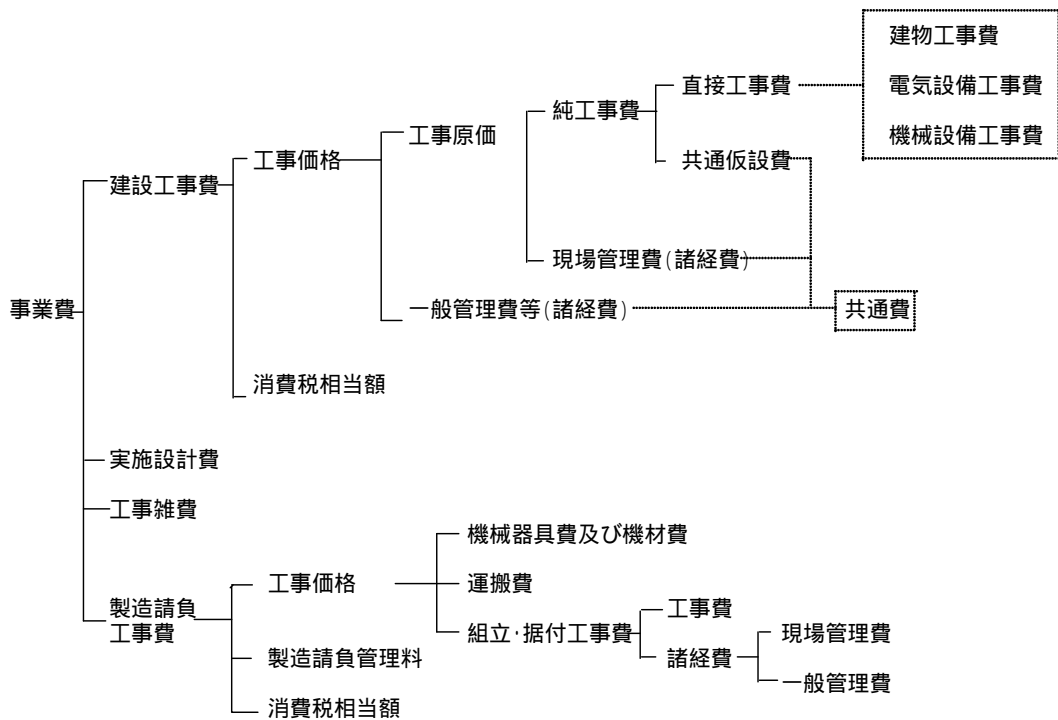 建物工事費
直接工事費
電気設備工事費
純工事費
工事原価
機械設備工事費
工事価格
共通仮設費
建設工事費
現場管理費(諸経費)
事業費
一般管理費等(諸経費)
共通費
消費税相当額
実施設計費
工事雑費
機械器具費及び機材費
工事価格
運搬費
製造請負
工事費
工事費
組立・据付工事費
現場管理費
製造請負管理料
諸経費
一般管理費
消費税相当額